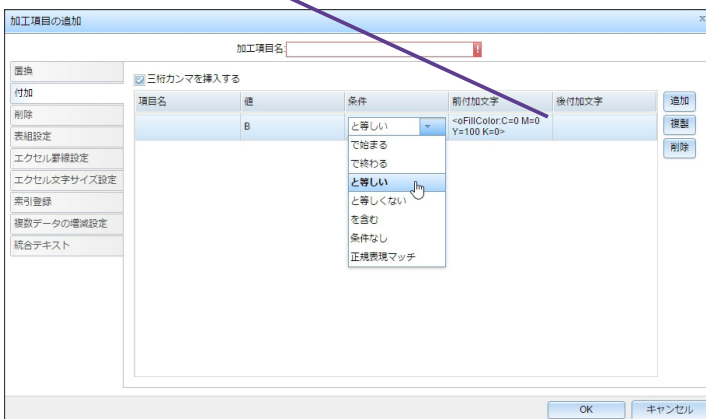 加工項目の追加
x
加工項目名:
!
置換
付加
削除
表組設定
エクセル罫線設定
エクセル文字サイズ設定
索引登録
複数データの増減設定
統合テキスト
三桁カンマを挿入する
項目名 値 条件 前付加文字 後付加文字
B と等しい <oFillColor:C=0 M=0
Y=100 K=0>
で始まる
で終わる
と等しい
と等しくない
を含む
条件なし
正規表現マッチ
追加
複製
削除
OK キャンセル